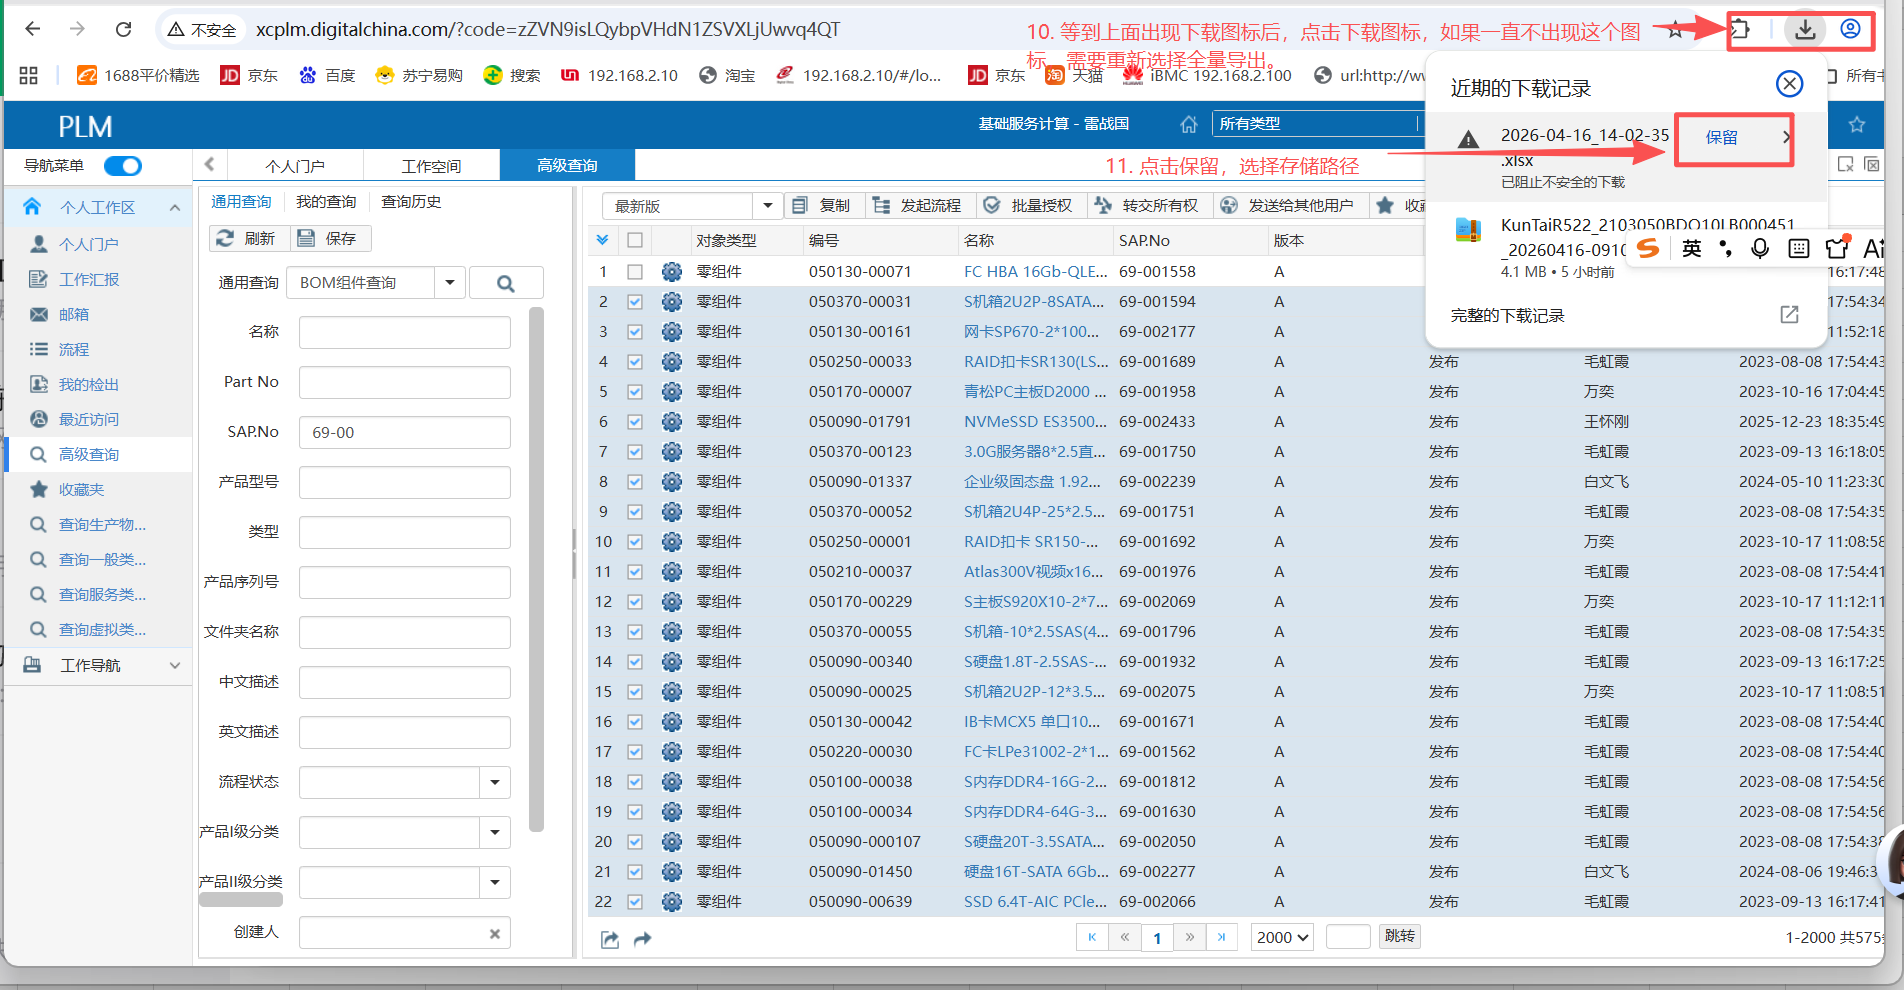 不安全
xcplm.digitalchina.com/?code=zZVN9isLQybpVHdN1ZSVXLjUwvq4QT
10. 等到上面出现下载图标后，点击下载图标，如果一直不出现这个图
标，需要重新选择全量导出。
1688平价精选
京东
百度
苏宁易购
搜索
192.168.2.10
淘宝
192.168.2.10/#/lo...
京东
天猫
iBMC 192.168.2.100
url:http://w
所有
近期的下载记录
2026-04-16_14-02-35
.xlsx
保留
已阻止不安全的下载
4.1 MB • 5 小时前
完整的下载记录
英
PLM
基础服务计算 - 雷战国
所有类型
11. 点击保留，选择存储路径
导航菜单
个人门户
工作空间
高级查询
个人工作区
个人门户
工作汇报
邮箱
流程
我的检出
最近访问
高级查询
收藏夹
查询生产物...
查询一般类...
查询服务类...
查询虚拟类...
工作导航
通用查询
我的查询
查询历史
刷新
保存
通用查询
BOM组件查询
名称
Part No
SAP.No
69-00
产品型号
类型
产品序列号
文件夹名称
中文描述
英文描述
流程状态
产品I级分类
产品II级分类
创建人
最新版
复制
发起流程
批量授权
转交所有权
发送给其他用户
对象类型 编号 名称 SAP.No 版本
1 零组件 050130-00071 FC HBA 16Gb-QLE... 69-001558 A 16:17:48
2 零组件 050370-00031 S机箱2U2P-8SATA... 69-001594 A 17:54:34
3 零组件 050130-00161 网卡SP670-2*100... 69-002177 A 11:52:18
4 零组件 050250-00033 RAID扣卡SR130(LS... 69-001689 A 发布 毛虹霞 2023-08-08 17:54:43
5 零组件 050170-00007 青松PC主板D2000 ... 69-001958 A 发布 万奕 2023-10-16 17:04:45
6 零组件 050090-01791 NVMeSSD ES3500... 69-002433 A 发布 王怀刚 2025-12-23 18:35:49
7 零组件 050370-00123 3.0G服务器8*2.5直... 69-001750 A 发布 毛虹霞 2023-09-13 16:18:05
8 零组件 050090-01337 企业级固态盘 1.92... 69-002239 A 发布 白文飞 2024-05-10 11:23:30
9 零组件 050370-00052 S机箱2U4P-25*2.5... 69-001751 A 发布 毛虹霞 2023-08-08 17:54:35
10 零组件 050250-00001 RAID扣卡 SR150-... 69-001692 A 发布 万奕 2023-10-17 11:08:58
11 零组件 050210-00037 Atlas300V视频x16... 69-001976 A 发布 毛虹霞 2023-08-08 17:54:41
12 零组件 050170-00229 S主板S920X10-2*7... 69-002069 A 发布 万奕 2023-10-17 11:12:11
13 零组件 050370-00055 S机箱-10*2.5SAS(4... 69-001796 A 发布 毛虹霞 2023-08-08 17:54:35
14 零组件 050090-00340 S硬盘1.8T-2.5SAS-... 69-001932 A 发布 毛虹霞 2023-09-13 16:17:25
15 零组件 050090-00025 S机箱2U2P-12*3.5... 69-002075 A 发布 万奕 2023-10-17 11:08:51
16 零组件 050130-00042 IB卡MCX5 单口10... 69-001671 A 发布 毛虹霞 2023-08-08 17:54:40
17 零组件 050220-00030 FC卡LPe31002-2*1... 69-001562 A 发布 毛虹霞 2023-08-08 17:54:40
18 零组件 050100-00038 S内存DDR4-16G-2... 69-001812 A 发布 毛虹霞 2023-08-08 17:54:56
19 零组件 050100-00034 S内存DDR4-64G-3... 69-001630 A 发布 毛虹霞 2023-08-08 17:54:56
20 零组件 050090-000107 S硬盘20T-3.5SATA... 69-002050 A 发布 毛虹霞 2023-08-08 17:54:38
21 零组件 050090-01450 硬盘16T-SATA 6Gb... 69-002277 A 发布 白文飞 2024-08-06 19:46:3
22 零组件 050090-00639 SSD 6.4T-AIC PCle... 69-002066 A 发布 毛虹霞 2023-09-13 16:17:41
1
2000
跳转
1-2000 共575